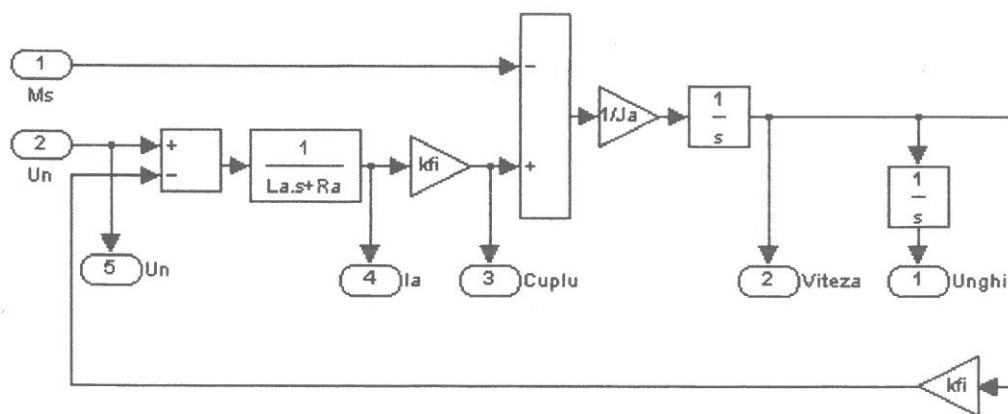 1
Ms
2
Un
+
−
1
La.s+Ra
kfi
−
+
1/Ja
1
s
1
s
5 Un
4 Ia
3 Cuplu
2 Viteza
1 Unghi
kfi